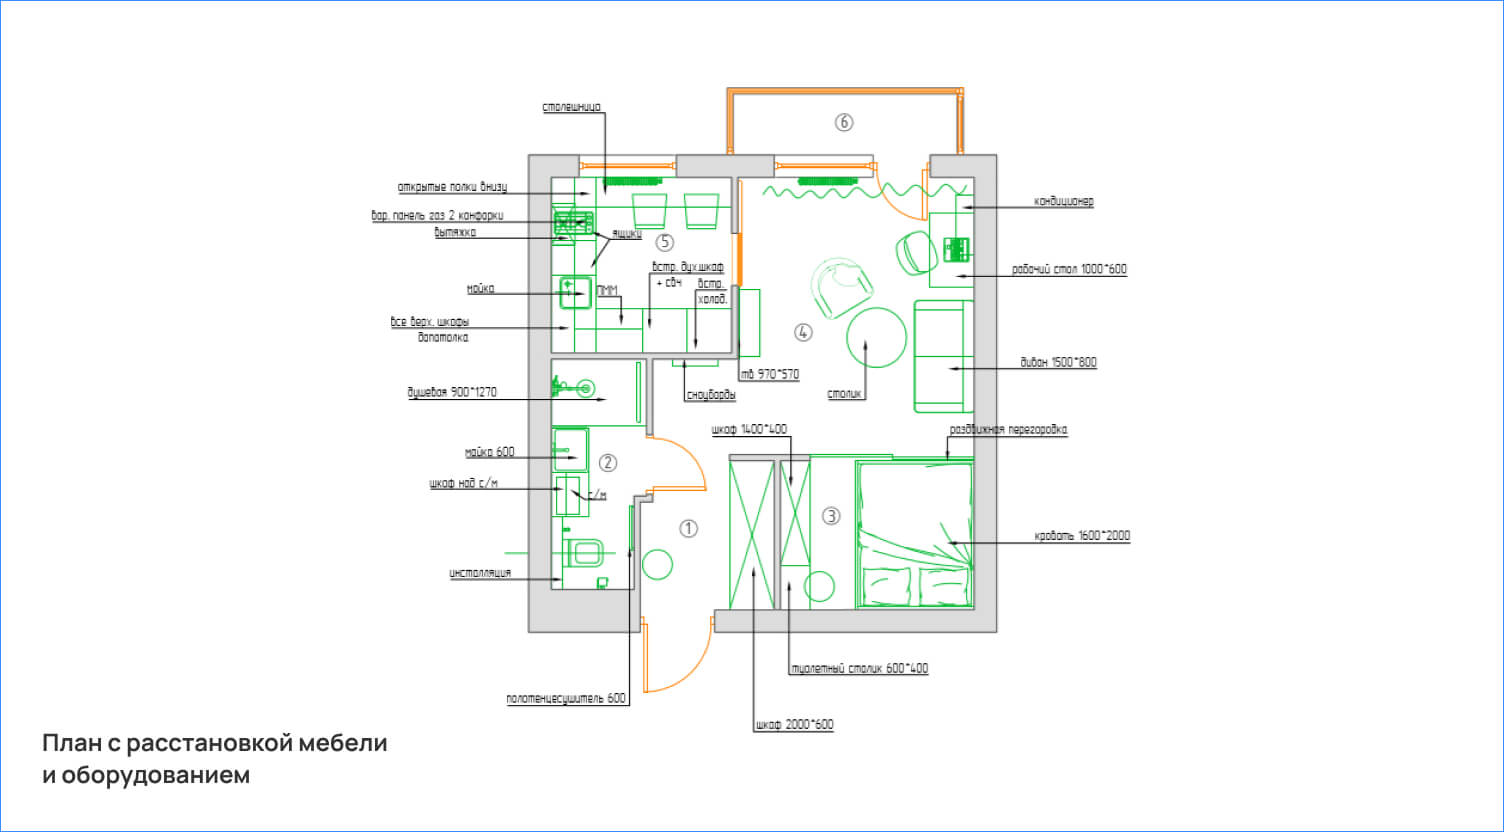 столешница
⑥
открытые полки внизу
кондиционер
вар. панель газ 2 конфорки
вытяжка
ящики
⑤
встр. дух.шкаф
+ свч
рабочий стол 1000*600
мойка
ПММ
встр.
холод.
все верх. шкафы
допотолка
④
диван 1500*800
тв 970*570
столик
душевая 900*1270
сноуборды
шкаф 1400*400
раздвижная перегородка
мойка 600
②
шкаф над с/м
с/м
①
③
кровать 1600*2000
инсталляция
туалетный столик 600*400
полотенцесушитель 600
шкаф 2000*600
План с расстановкой мебели
и оборудованием